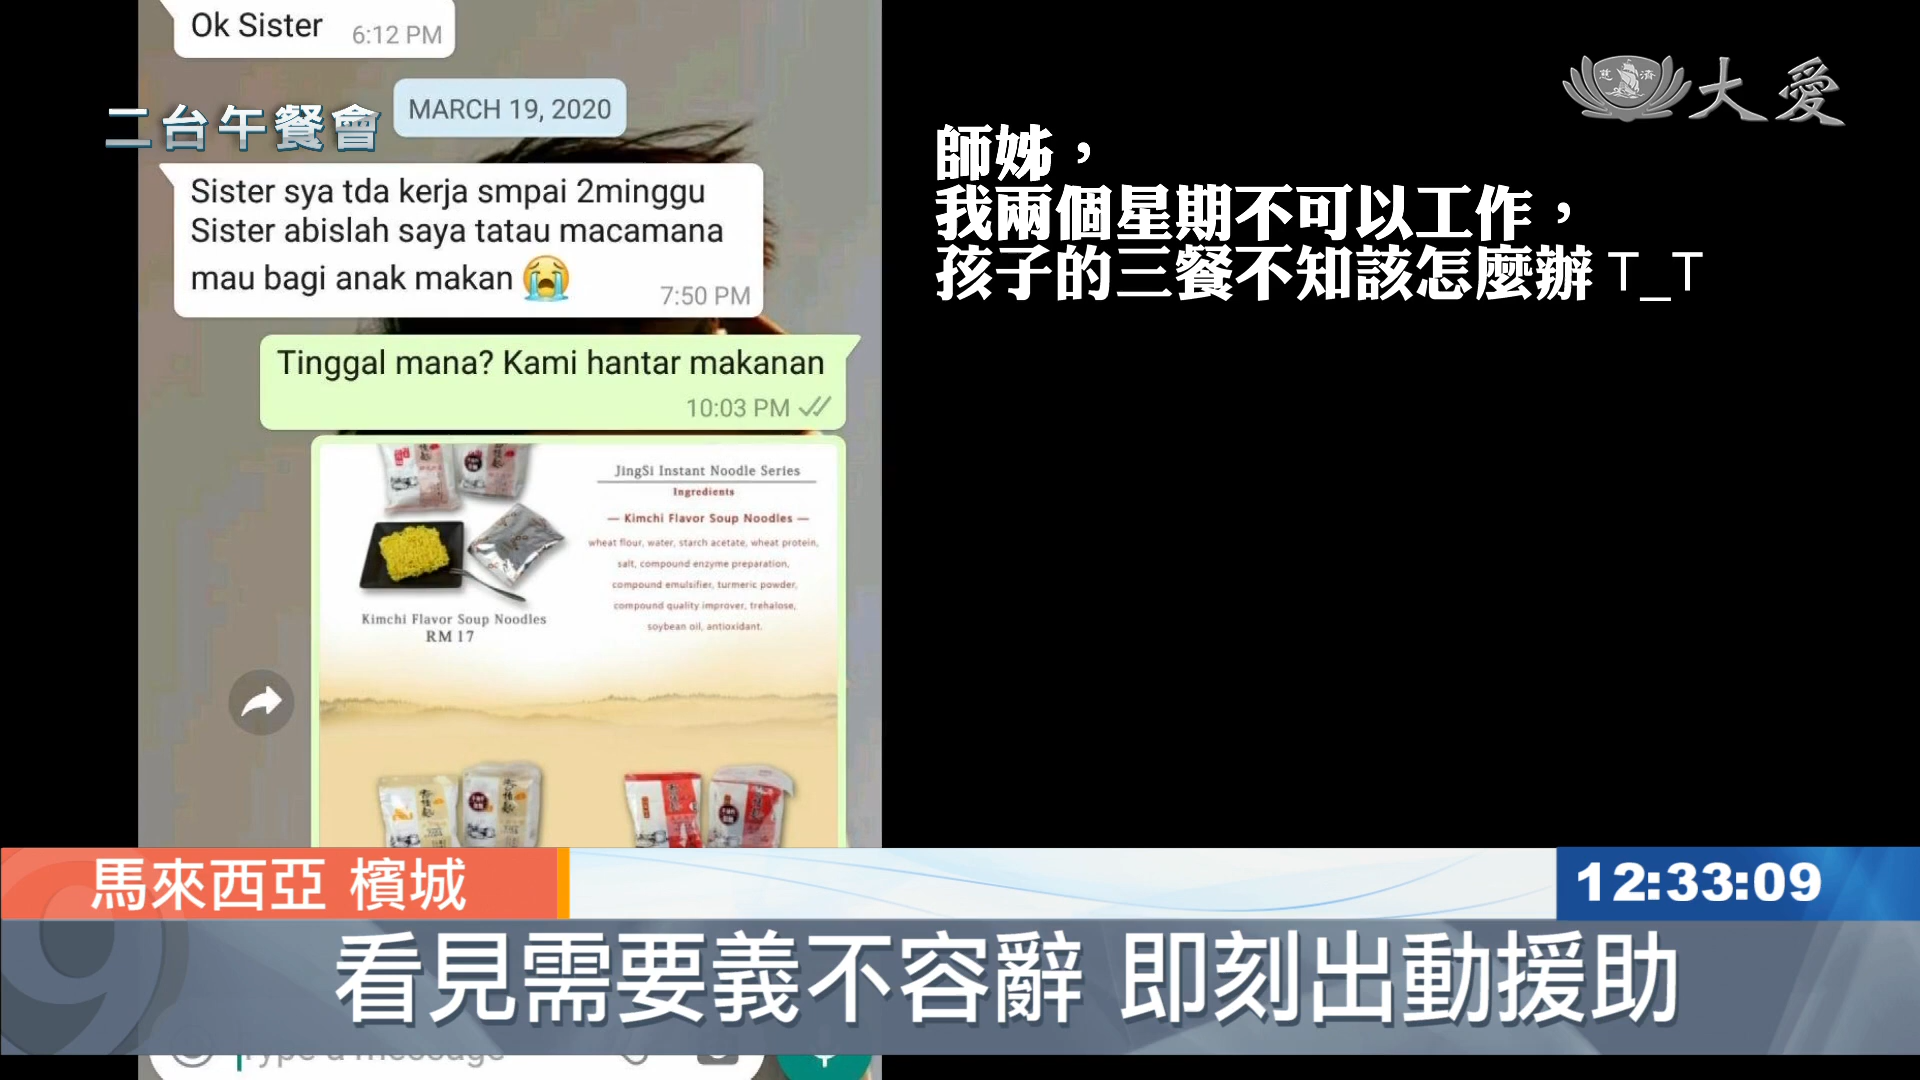 Ok Sister 6:12 PM
慈濟
大愛
二台午餐會
MARCH 19, 2020
師姊，
我兩個星期不可以工作，
孩子的三餐不知該怎麼辦 T_T
Sister sya tda kerja smpai 2minggu
Sister abislah saya tatau macamana
mau bagi anak makan 😭
7:50 PM
Tinggal mana? Kami hantar makanan
10:03 PM
JingSi Instant Noodle Series
Ingredients
— Kimchi Flavor Soup Noodles —
wheat flour, water, starch acetate, wheat protein,
salt, compound enzyme preparation,
compound emulsifier, turmeric powder,
compound quality improver, trehalose,
soybean oil, antioxidant.
Kimchi Flavor Soup Noodles
RM 17
馬來西亞 檳城
12:33:09
看見需要義不容辭 即刻出動援助
Type a message